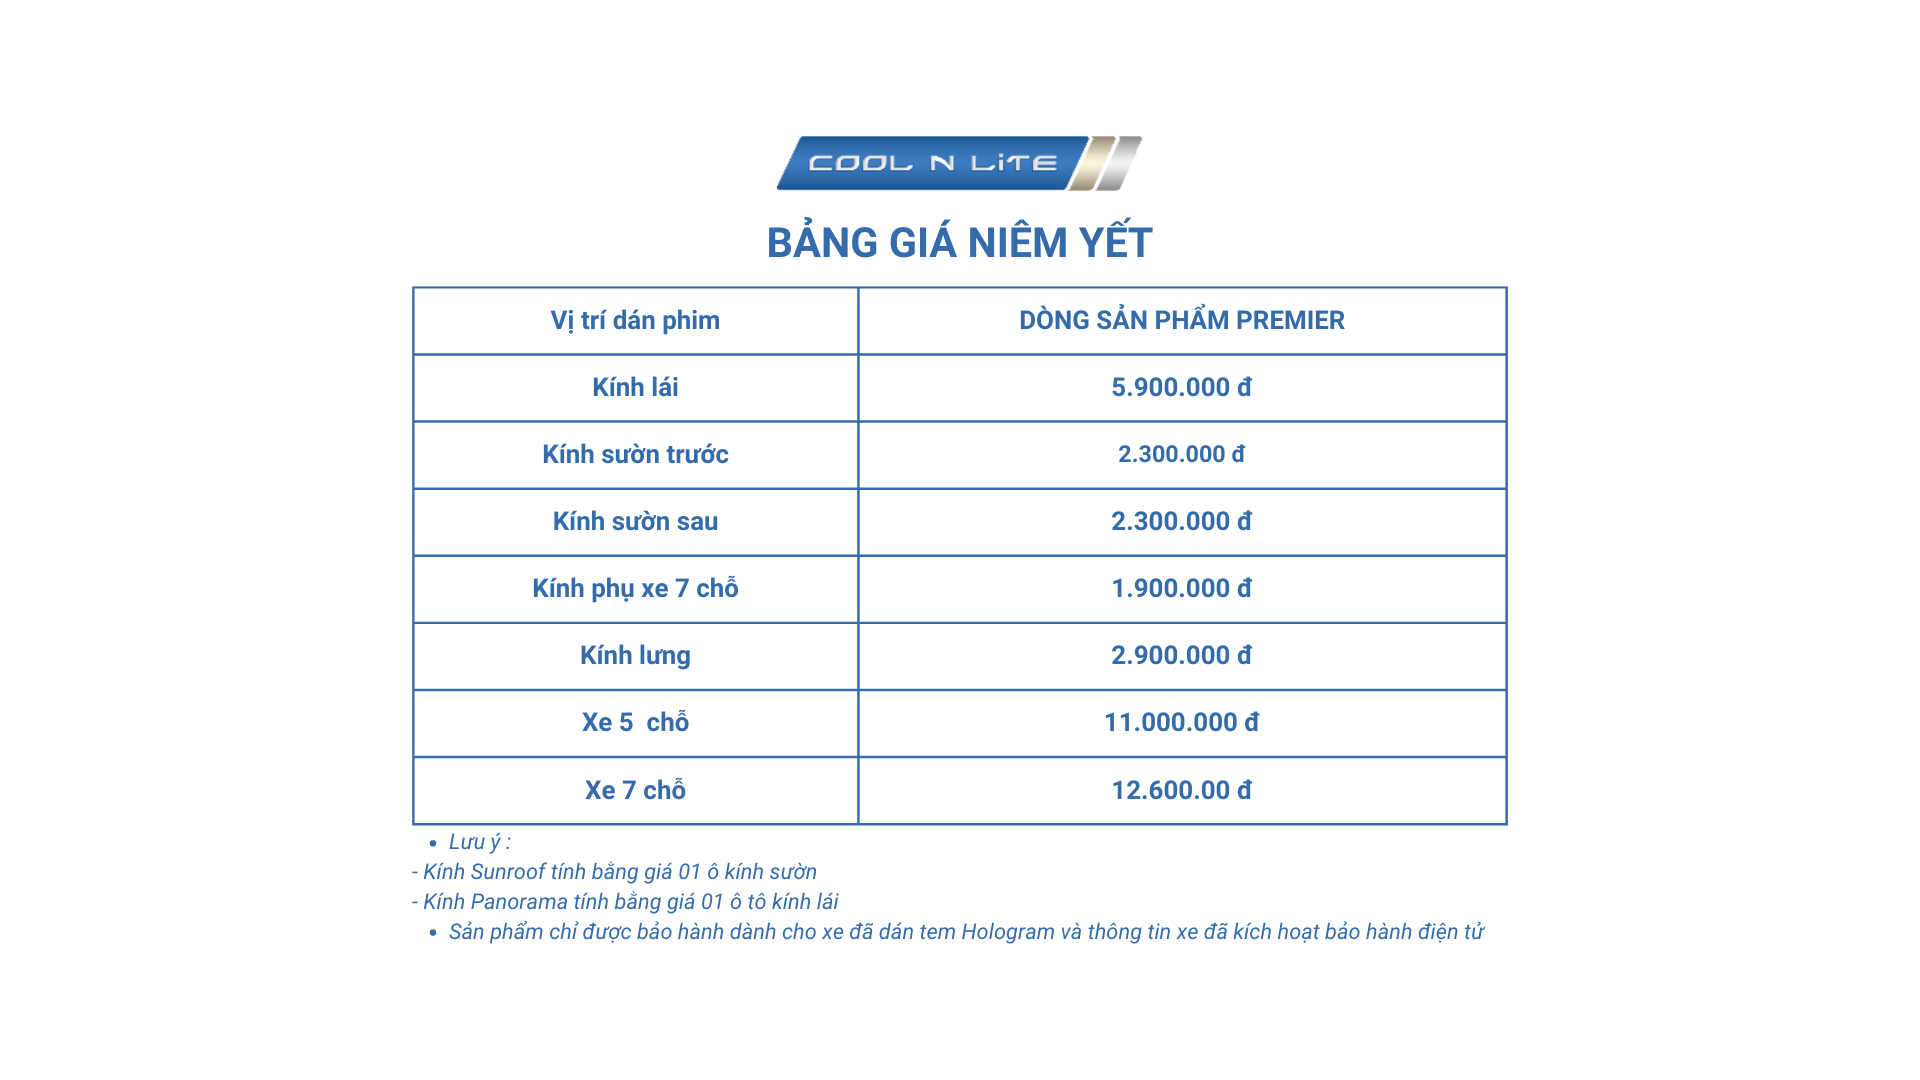 COOL N LiTE
BẢNG GIÁ NIÊM YẾT
Vị trí dán phim DÒNG SẢN PHẨM PREMIER
Kính lái 5.900.000 đ
Kính sườn trước 2.300.000 đ
Kính sườn sau 2.300.000 đ
Kính phụ xe 7 chỗ 1.900.000 đ
Kính lưng 2.900.000 đ
Xe 5 chỗ 11.000.000 đ
Xe 7 chỗ 12.600.00 đ
• Lưu ý :
- Kính Sunroof tính bằng giá 01 ô kính sườn
- Kính Panorama tính bằng giá 01 ô tô kính lái
• Sản phẩm chỉ được bảo hành dành cho xe đã dán tem Hologram và thông tin xe đã kích hoạt bảo hành điện tử